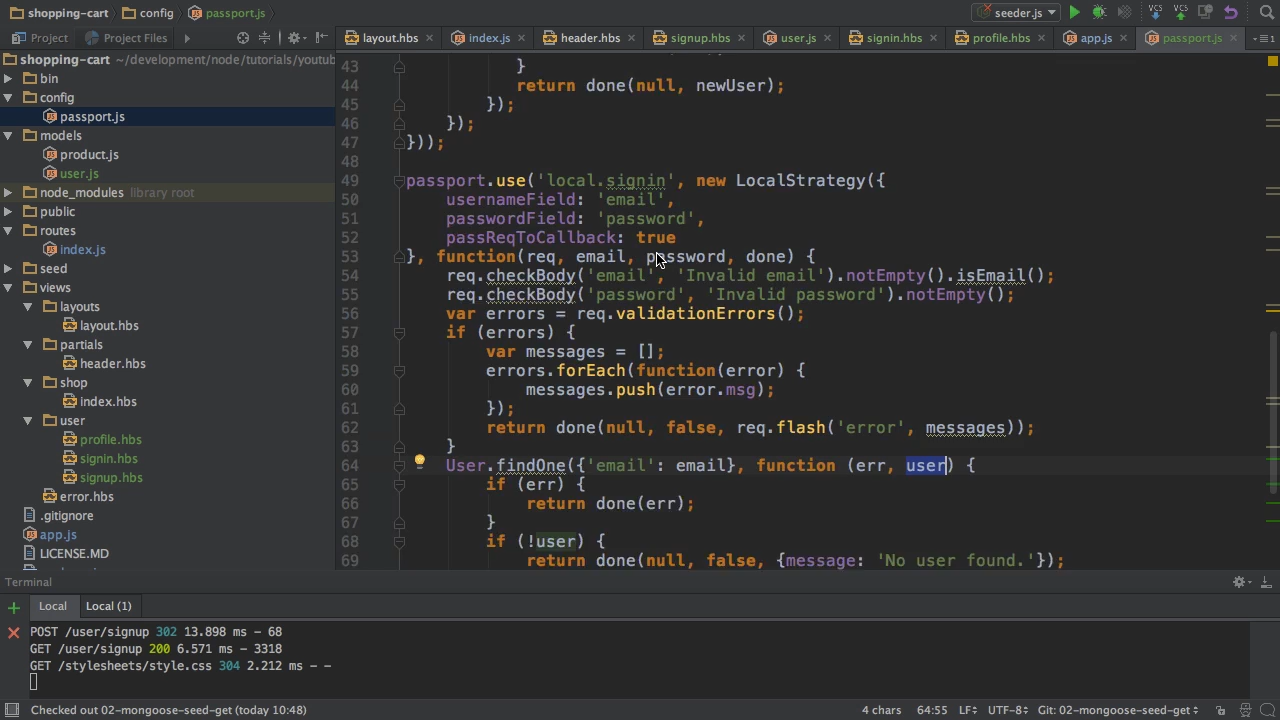 shopping-cart config passport.js seeder.js VCS VCS
Project Project Files layout.hbs index.js header.hbs signup.hbs user.js signin.hbs profile.hbs app.js passport.js
shopping-cart ~/development/node/tutorials/youtub
bin
config
passport.js
models
product.js
user.js
node_modules library root
public
routes
index.js
seed
views
layouts
layout.hbs
partials
header.hbs
shop
index.hbs
user
profile.hbs
signin.hbs
signup.hbs
error.hbs
.gitignore
app.js
LICENSE.MD
43 }
44 return done(null, newUser);
45 });
46 });
47 }));
48
49 passport.use('local.signin', new LocalStrategy({
50 usernameField: 'email',
51 passwordField: 'password',
52 passReqToCallback: true
53 }, function(req, email, password, done) {
54 req.checkBody('email', 'Invalid email').notEmpty().isEmail();
55 req.checkBody('password', 'Invalid password').notEmpty();
56 var errors = req.validationErrors();
57 if (errors) {
58 var messages = [];
59 errors.forEach(function(error) {
60 messages.push(error.msg);
61 });
62 return done(null, false, req.flash('error', messages));
63 }
64 User.findOne({'email': email}, function (err, user) {
65 if (err) {
66 return done(err);
67 }
68 if (!user) {
69 return done(null, false, {message: 'No user found.'});
Terminal
Local Local (1)
POST /user/signup 302 13.898 ms - 68
GET /user/signup 200 6.571 ms - 3318
GET /stylesheets/style.css 304 2.212 ms - -
Checked out 02-mongoose-seed-get (today 10:48) 4 chars 64:55 LF UTF-8 Git: 02-mongoose-seed-get